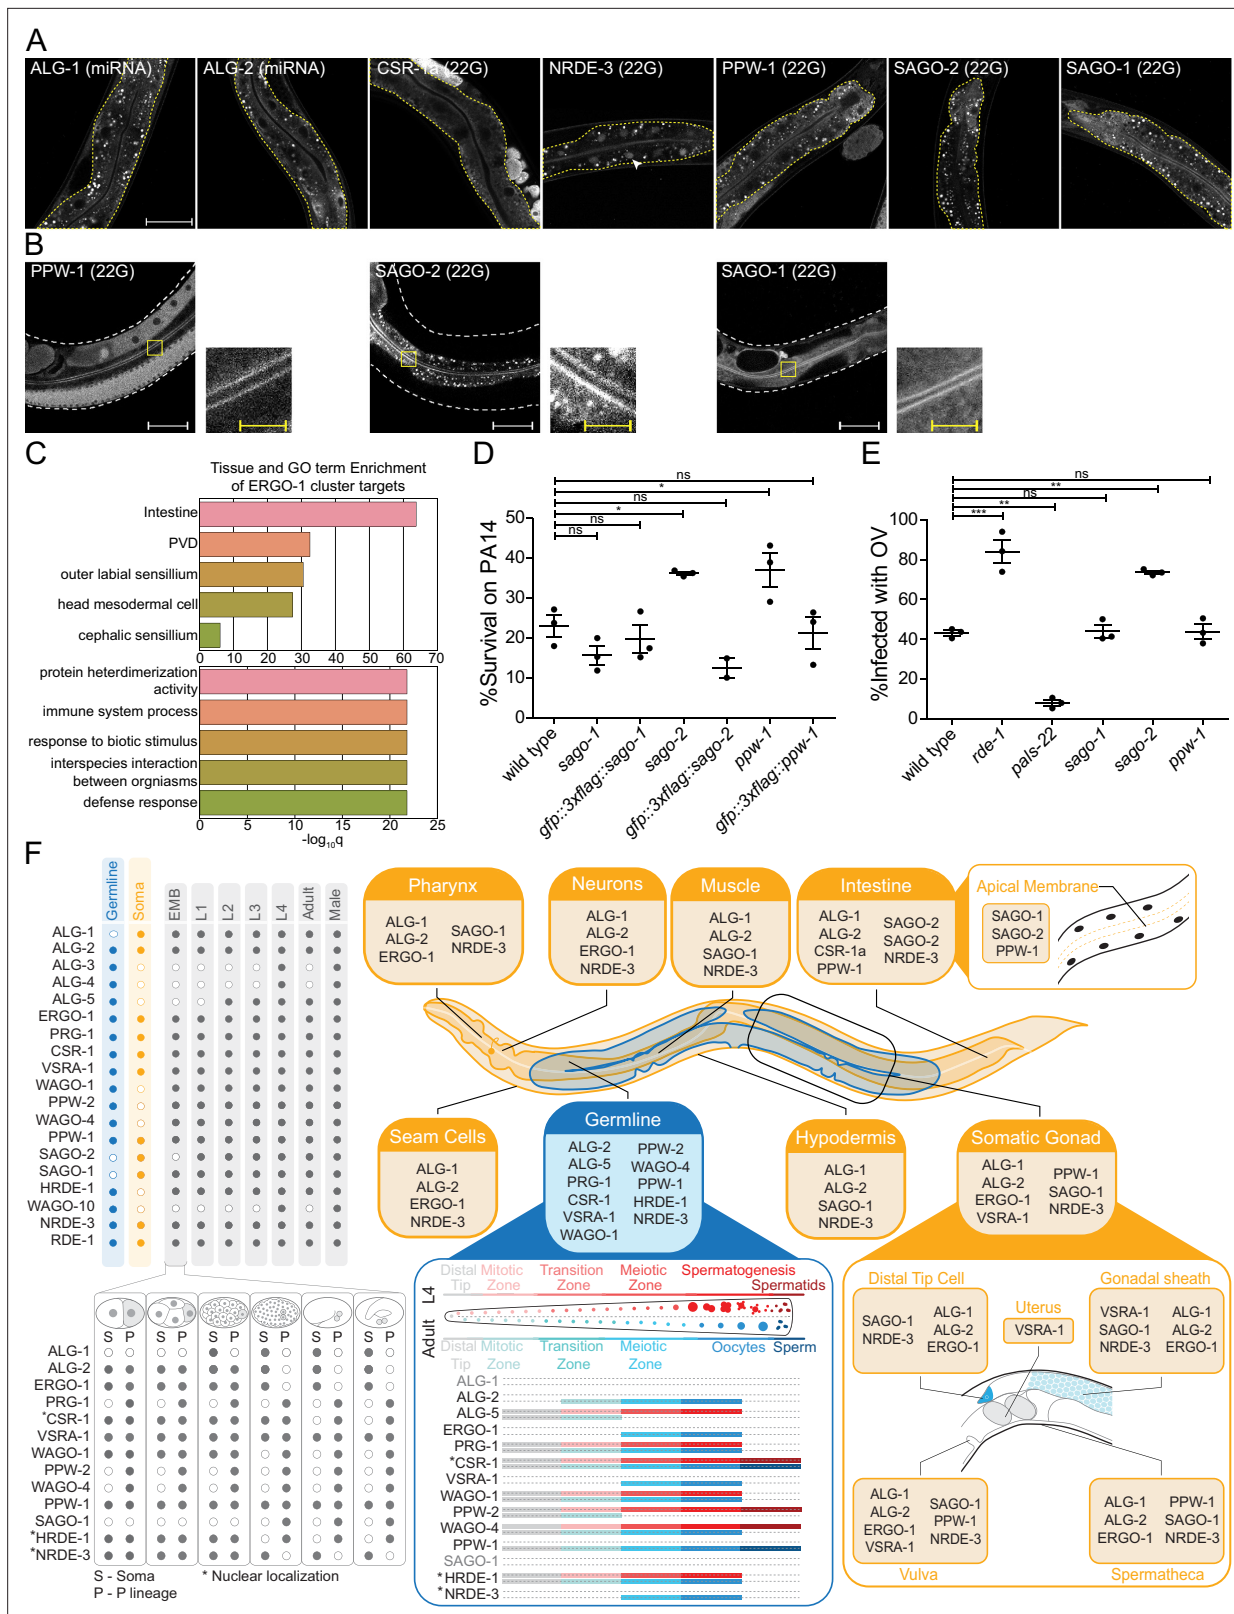 A
ALG-1 (miRNA) ALG-2 (miRNA) CSR-1a (22G) NRDE-3 (22G) PPW-1 (22G) SAGO-2 (22G) SAGO-1 (22G)
B
PPW-1 (22G) SAGO-2 (22G) SAGO-1 (22G)
C
Tissue and GO term Enrichment
of ERGO-1 cluster targets
Intestine
PVD
outer labial sensillium
head mesodermal cell
cephalic sensillium
0 10 20 30 40 50 60 70
protein heterdimerization
activity
immune system process
response to biotic stimulus
interspecies interaction
between orgniasms
defense response
0 5 10 15 20 25
-log10q
D
ns
*
ns
*
ns
ns
%Survival on PA14
50
40
30
20
10
0
wild type
sago-1
gfp::3xflag::sago-1
sago-2
gfp::3xflag::sago-2
ppw-1
gfp::3xflag::ppw-1
E
ns
**
ns
**
***
%Infected with OV
100
80
60
40
20
0
wild type
rde-1
pals-22
sago-1
sago-2
ppw-1
F
Germline Soma EMB L1 L2 L3 L4 Adult Male
ALG-1
ALG-2
ALG-3
ALG-4
ALG-5
ERGO-1
PRG-1
CSR-1
VSRA-1
WAGO-1
PPW-2
WAGO-4
PPW-1
SAGO-2
SAGO-1
HRDE-1
WAGO-10
NRDE-3
RDE-1
S P S P S P S P S P S P
ALG-1
ALG-2
ERGO-1
PRG-1
*CSR-1
VSRA-1
WAGO-1
PPW-2
WAGO-4
PPW-1
SAGO-1
*HRDE-1
*NRDE-3
S - Soma * Nuclear localization
P - P lineage
Pharynx
ALG-1
ALG-2
ERGO-1
SAGO-1
NRDE-3
Neurons
ALG-1
ALG-2
ERGO-1
NRDE-3
Muscle
ALG-1
ALG-2
SAGO-1
NRDE-3
Intestine
ALG-1
ALG-2
CSR-1a
PPW-1
SAGO-2
SAGO-2
NRDE-3
Apical Membrane
SAGO-1
SAGO-2
PPW-1
Seam Cells
ALG-1
ALG-2
ERGO-1
NRDE-3
Germline
ALG-2
ALG-5
PRG-1
CSR-1
VSRA-1
WAGO-1
PPW-2
WAGO-4
PPW-1
HRDE-1
NRDE-3
Hypodermis
ALG-1
ALG-2
SAGO-1
NRDE-3
Somatic Gonad
ALG-1
ALG-2
ERGO-1
VSRA-1
PPW-1
SAGO-1
NRDE-3
L4
Distal Mitotic Transition Meiotic Spermatogenesis
Tip Zone Zone Zone Spermatids
Adult
Distal Mitotic Transition Meiotic Oocytes Sperm
Tip Zone Zone Zone
ALG-1
ALG-2
ALG-5
ERGO-1
PRG-1
*CSR-1
VSRA-1
WAGO-1
PPW-2
WAGO-4
PPW-1
SAGO-1
*HRDE-1
*NRDE-3
Distal Tip Cell
SAGO-1
NRDE-3
ALG-1
ALG-2
ERGO-1
Uterus
VSRA-1
Gonadal sheath
VSRA-1
SAGO-1
NRDE-3
ALG-1
ALG-2
ERGO-1
ALG-1
ALG-2
ERGO-1
VSRA-1
SAGO-1
PPW-1
NRDE-3
Vulva
ALG-1
ALG-2
ERGO-1
PPW-1
SAGO-1
NRDE-3
Spermatheca